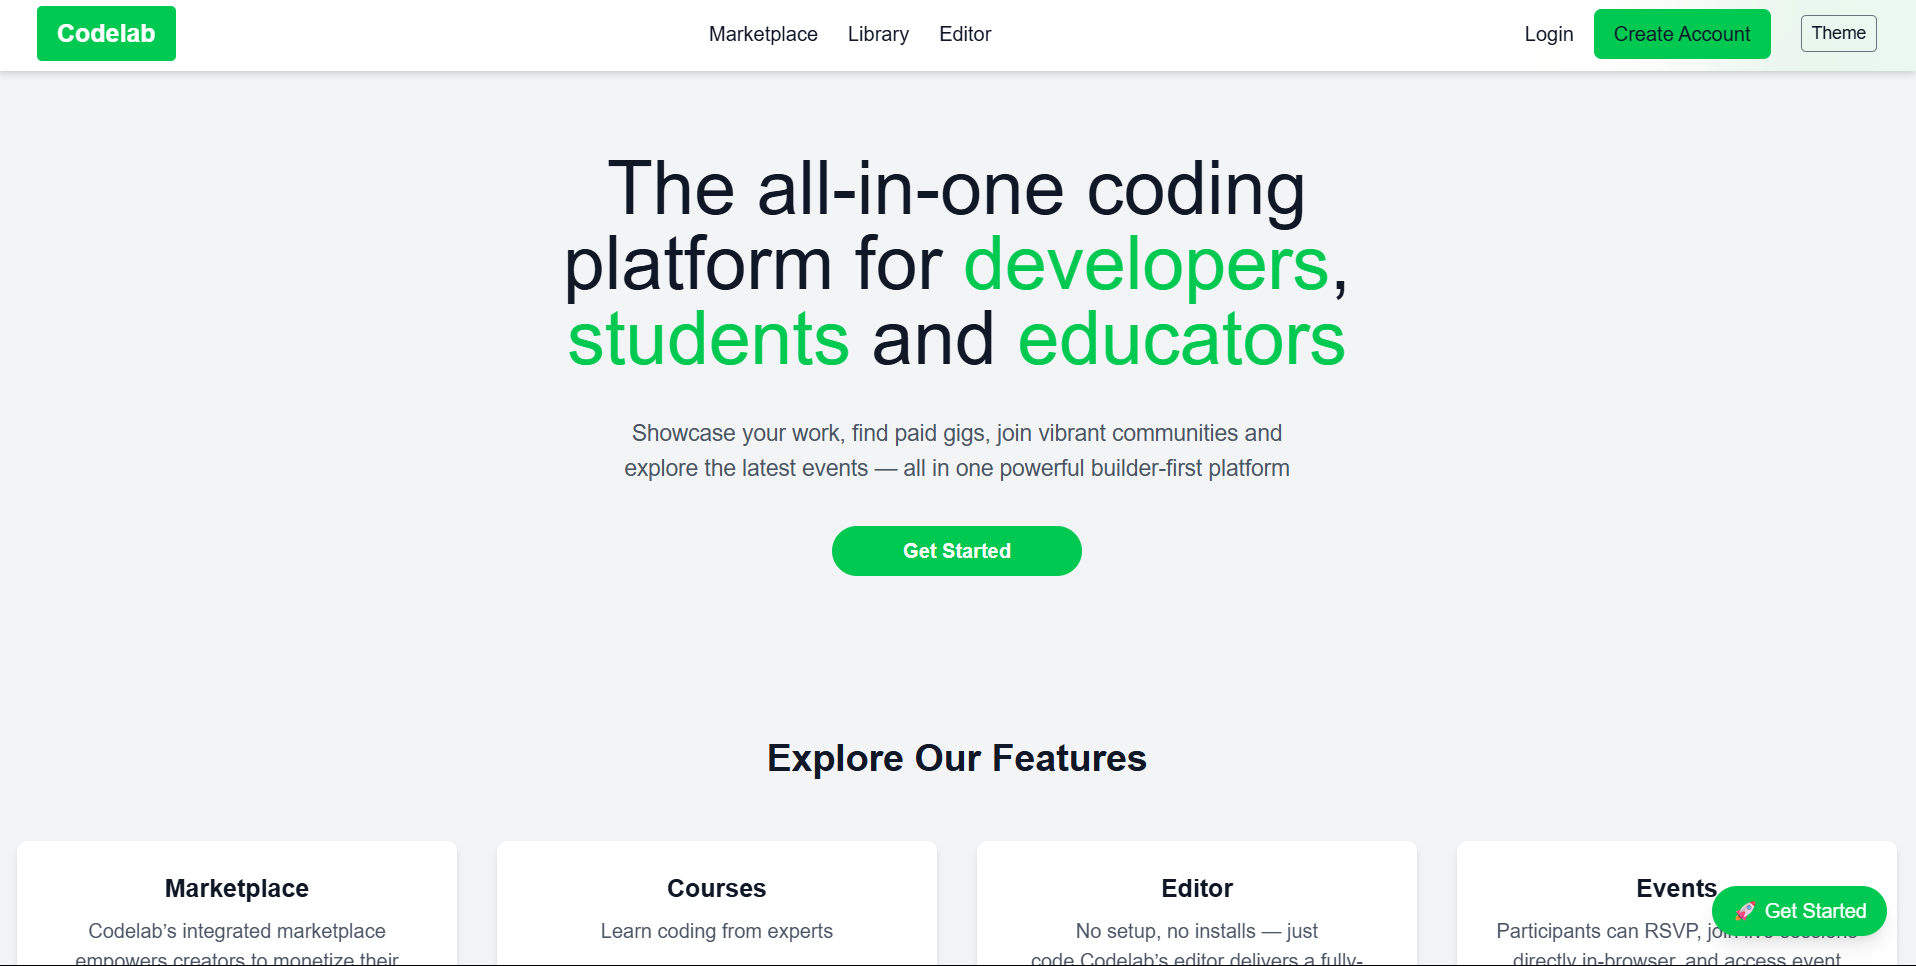 Codelab
Marketplace Library Editor
Login Create Account Theme
The all-in-one coding
platform for developers,
students and educators
Showcase your work, find paid gigs, join vibrant communities and
explore the latest events — all in one powerful builder-first platform
Get Started
Explore Our Features
Marketplace
Codelab’s integrated marketplace
empowers creators to monetize their
Courses
Learn coding from experts
Editor
No setup, no installs — just
code Codelab’s editor delivers a fully-
Events
Participants can RSVP, join live sessions
directly in-browser, and access event
🚀 Get Started